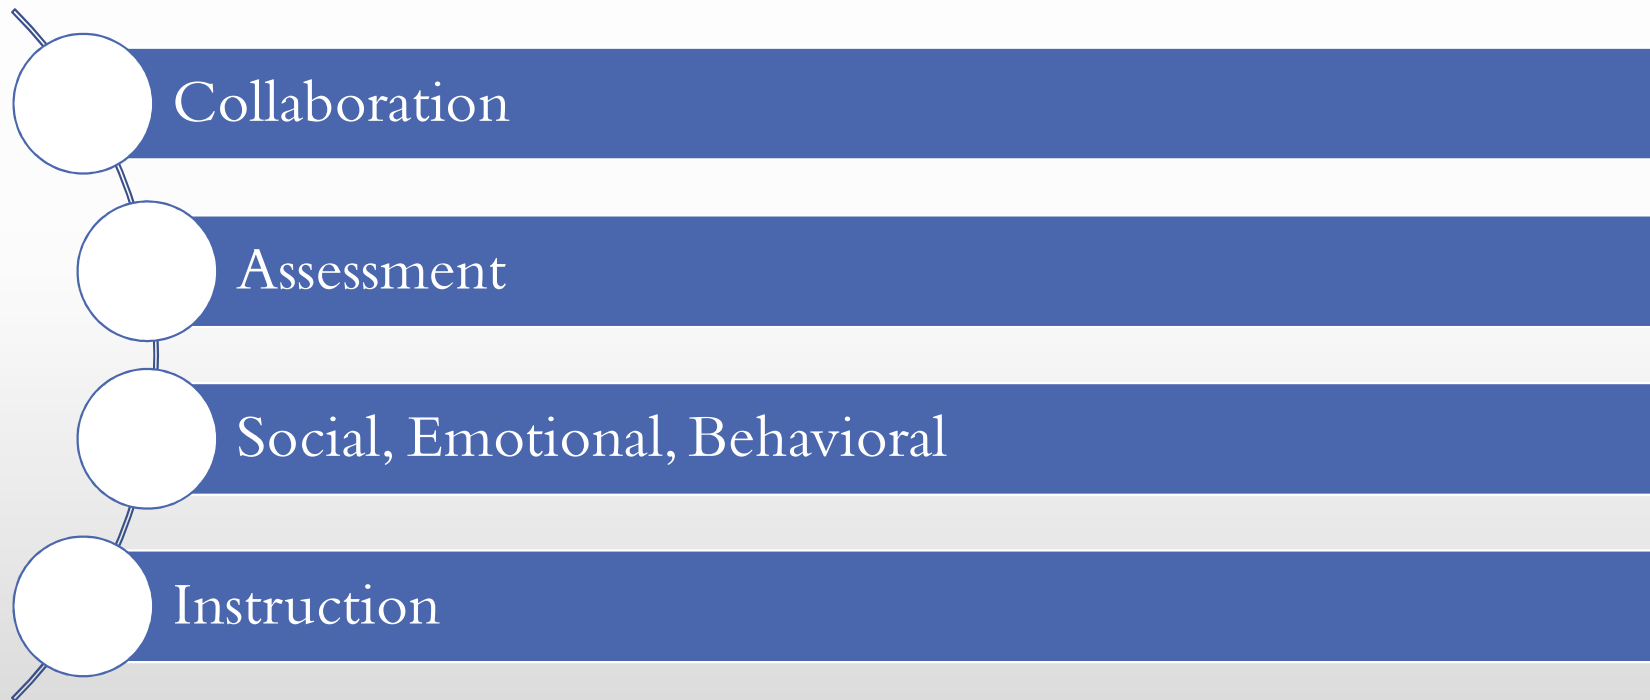 Collaboration
Assessment
Social, Emotional, Behavioral
Instruction